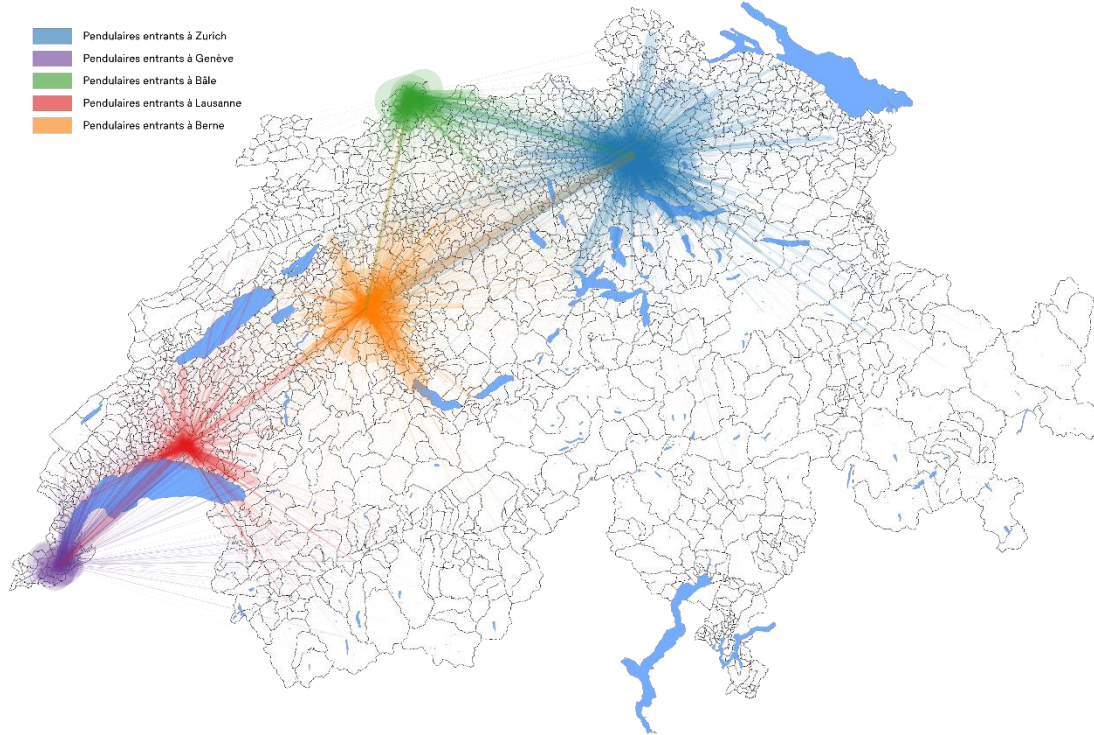 Pendulaires entrants à Zurich
Pendulaires entrants à Genève
Pendulaires entrants à Bâle
Pendulaires entrants à Lausanne
Pendulaires entrants à Berne